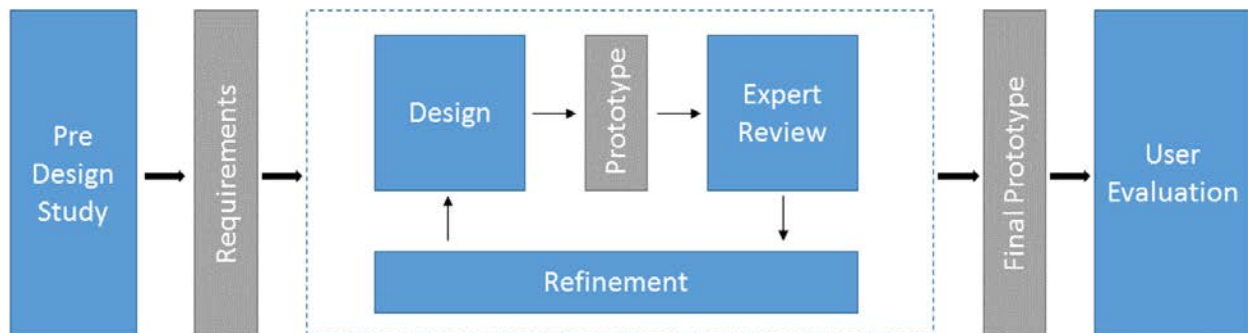 Pre
Design
Study
Requirements
Design
Prototype
Expert
Review
Refinement
Final Prototype
User
Evaluation